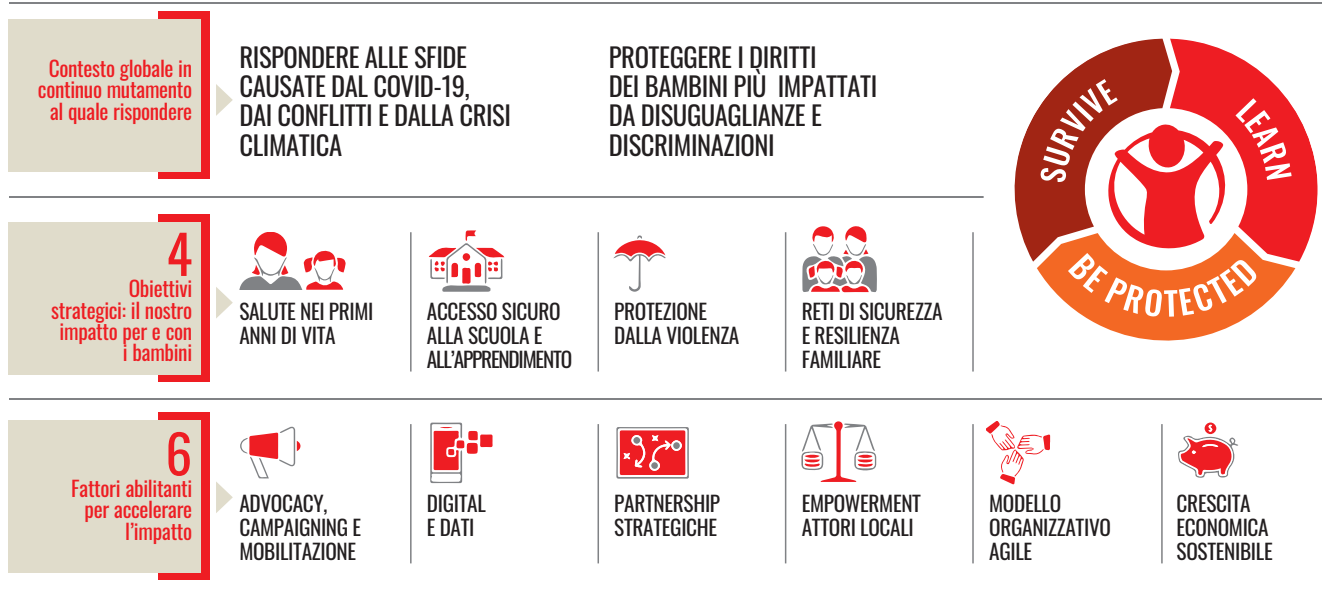 Contesto globale in
continuo mutamento
al quale rispondere
RISPONDERE ALLE SFIDE
CAUSATE DAL COVID-19,
DAI CONFLITTI E DALLA CRISI
CLIMATICA
PROTEGGERE I DIRITTI
DEI BAMBINI PIÙ IMPATTATI
DA DISUGUAGLIANZE E
DISCRIMINAZIONI
SURVIVE
LEARN
BE PROTECTED
4
Obiettivi
strategici: il nostro
impatto per e con
i bambini
SALUTE NEI PRIMI
ANNI DI VITA
ACCESSO SICURO
ALLA SCUOLA E
ALL'APPRENDIMENTO
PROTEZIONE
DALLA VIOLENZA
RETI DI SICUREZZA
E RESILIENZA
FAMILIARE
6
Fattori abilitanti
per accelerare
l'impatto
ADVOCACY,
CAMPAIGNING E
MOBILITAZIONE
DIGITAL
E DATI
PARTNERSHIP
STRATEGICHE
EMPOWERMENT
ATTORI LOCALI
MODELLO
ORGANIZZATIVO
AGILE
$
CRESCITA
ECONOMICA
SOSTENIBILE